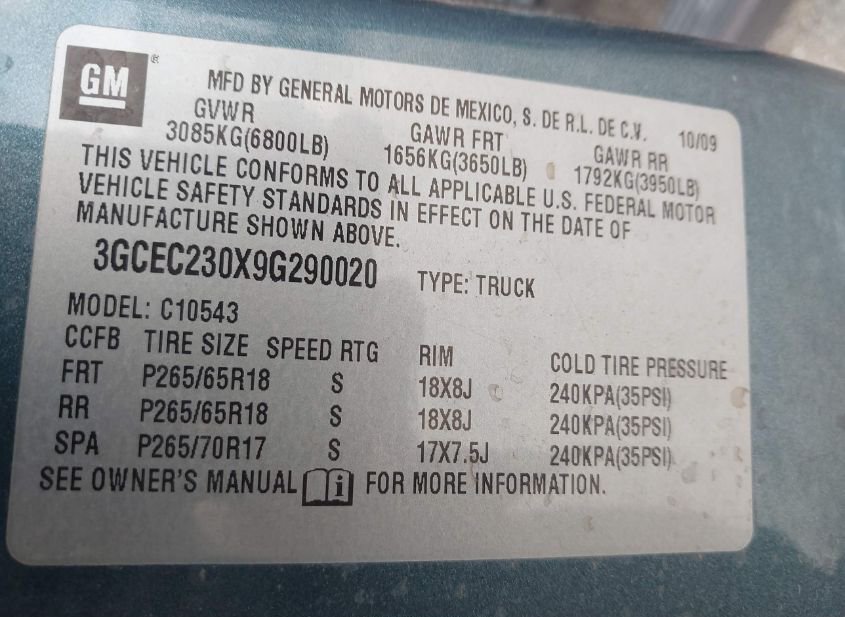 GM ®
MFD BY GENERAL MOTORS DE MEXICO, S. DE R.L. DE C.V. 10/09
GVWR GAWR FRT GAWR RR
3085KG(6800LB) 1656KG(3650LB) 1792KG(3950LB)
THIS VEHICLE CONFORMS TO ALL APPLICABLE U.S. FEDERAL MOTOR
VEHICLE SAFETY STANDARDS IN EFFECT ON THE DATE OF
MANUFACTURE SHOWN ABOVE.
3GCEC230X9G290020 TYPE: TRUCK
MODEL: C10543
CCFB TIRE SIZE SPEED RTG RIM COLD TIRE PRESSURE
FRT P265/65R18 S 18X8J 240KPA(35PSI)
RR P265/65R18 S 18X8J 240KPA(35PSI)
SPA P265/70R17 S 17X7.5J 240KPA(35PSI)
SEE OWNER'S MANUAL i FOR MORE INFORMATION.